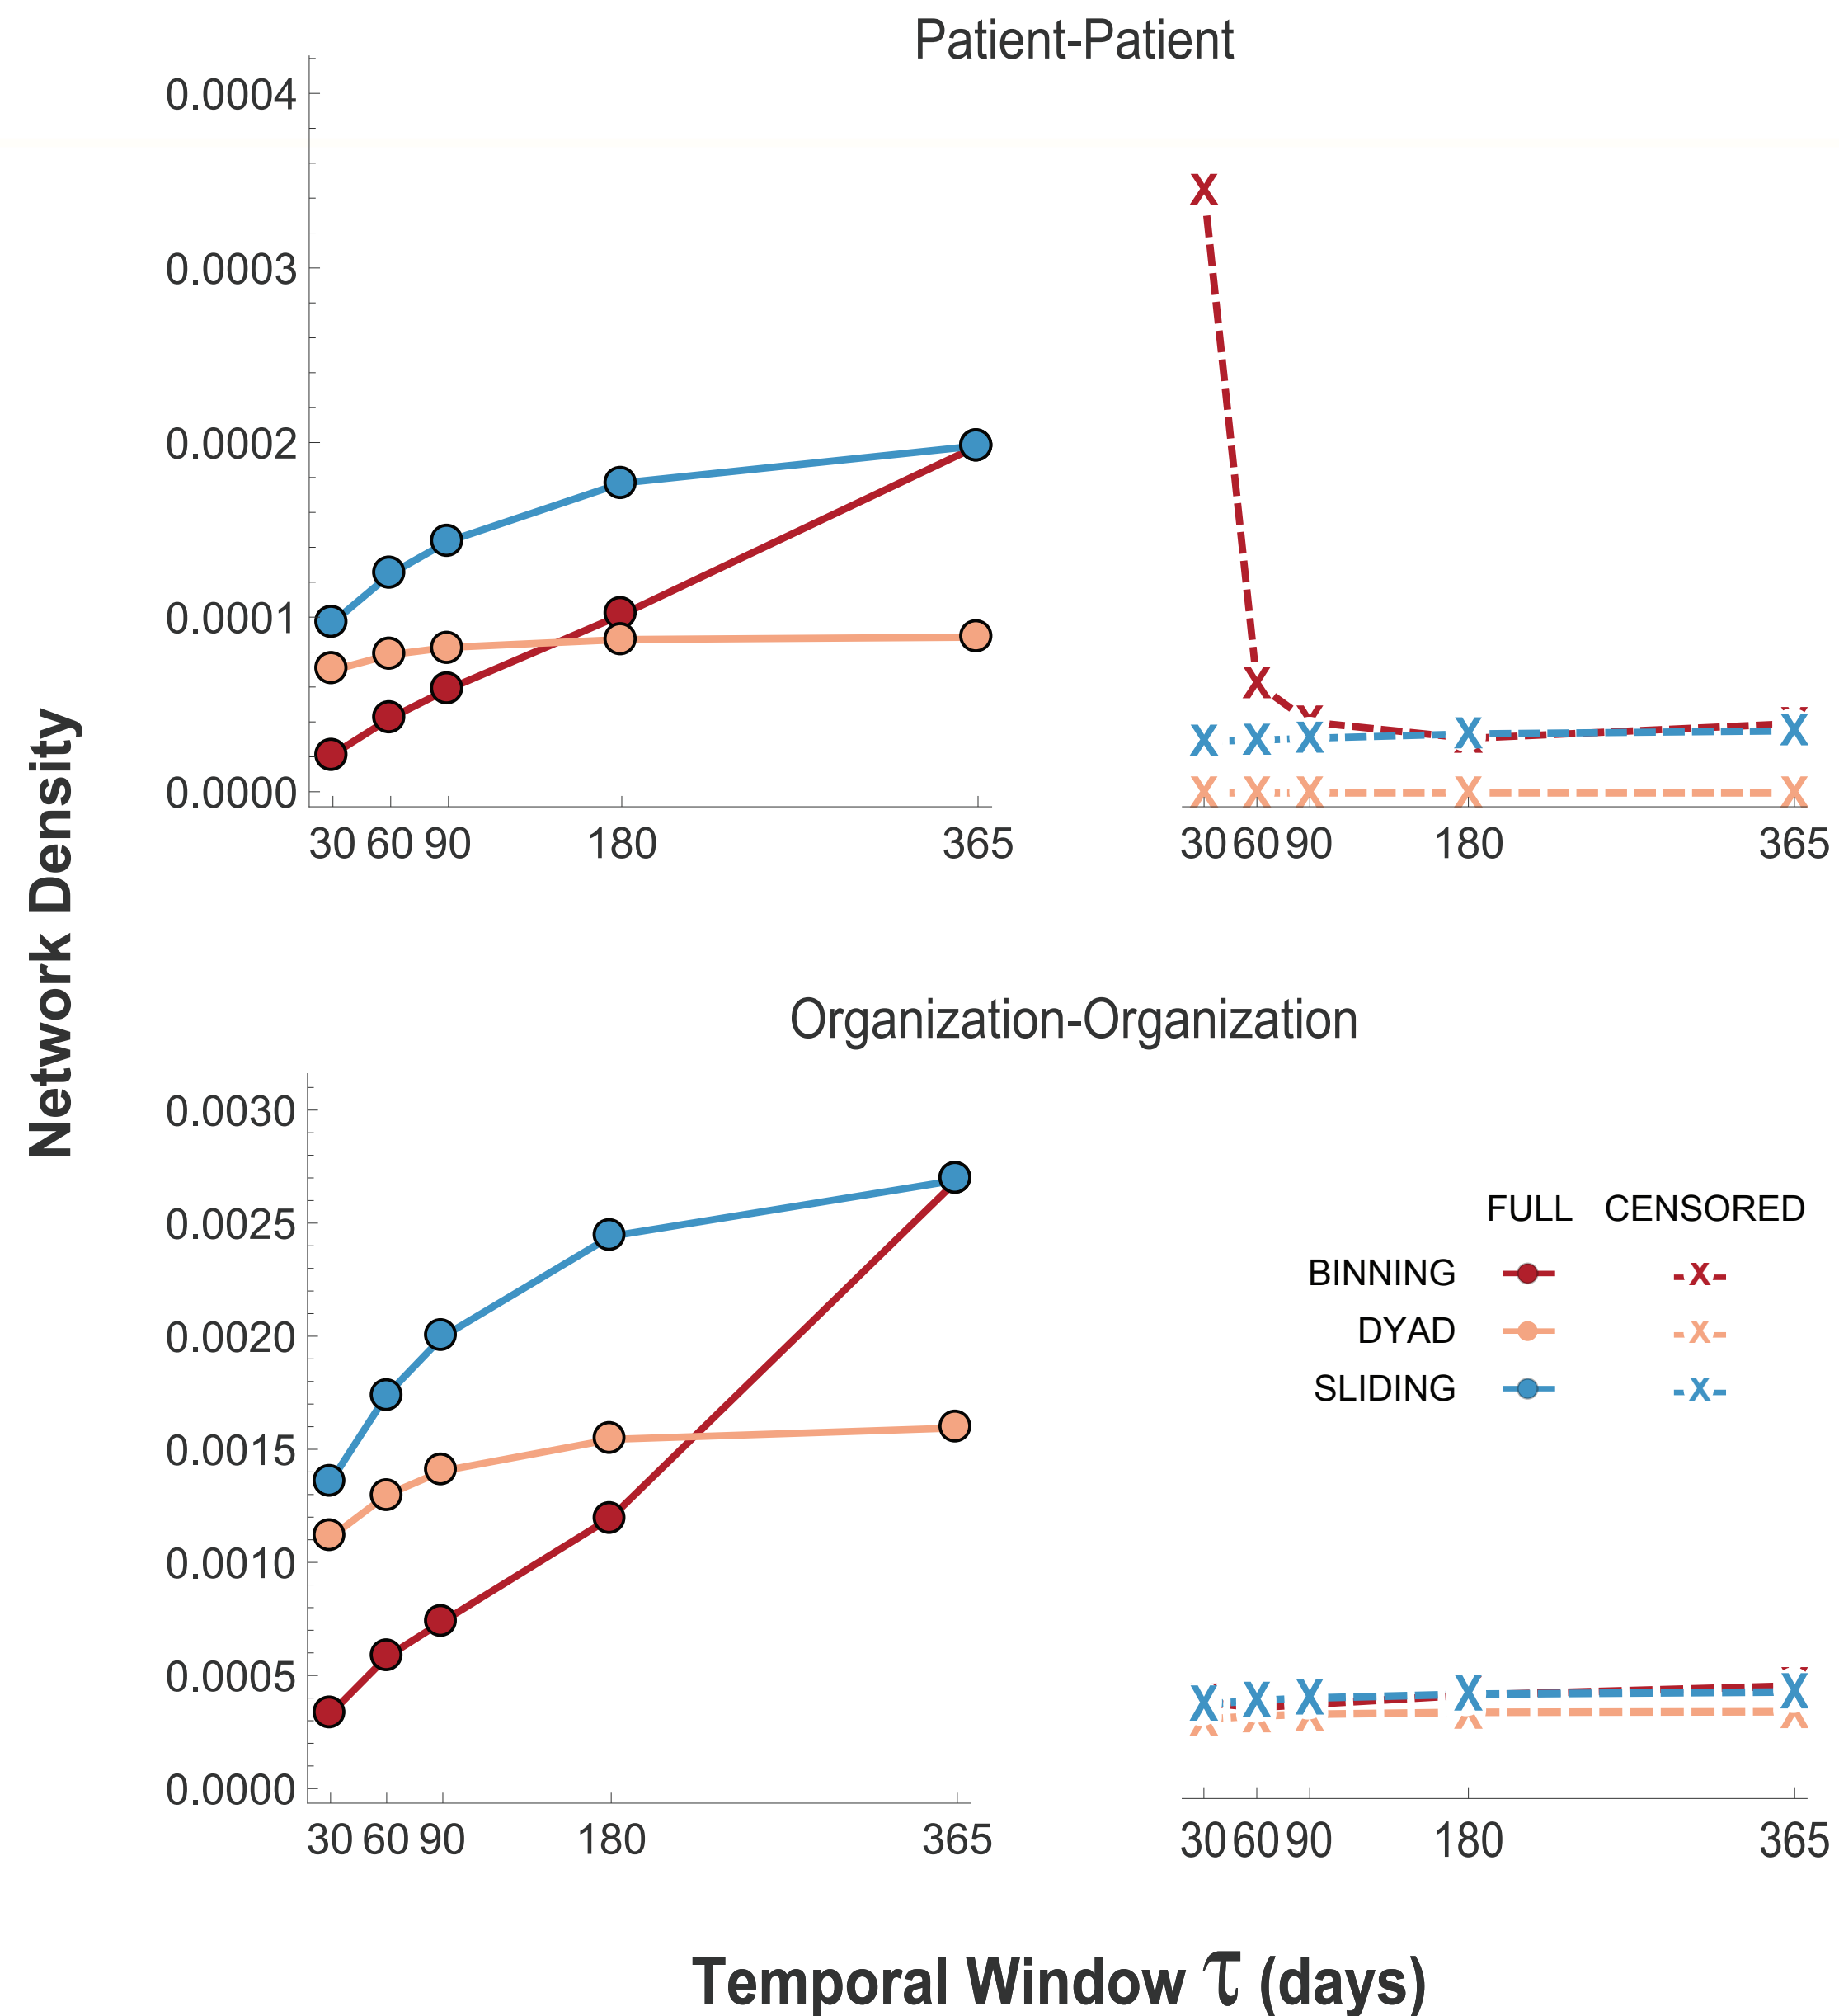 Patient-Patient
0.0004
0.0003
0.0002
0.0001
0.0000
30 60 90 180 365
30 60 90 180 365
Network Density
Organization-Organization
0.0030
0.0025
0.0020
0.0015
0.0010
0.0005
0.0000
FULL CENSORED
BINNING -X-
DYAD -X-
SLIDING -X-
30 60 90 180 365
30 60 90 180 365
Temporal Window τ (days)